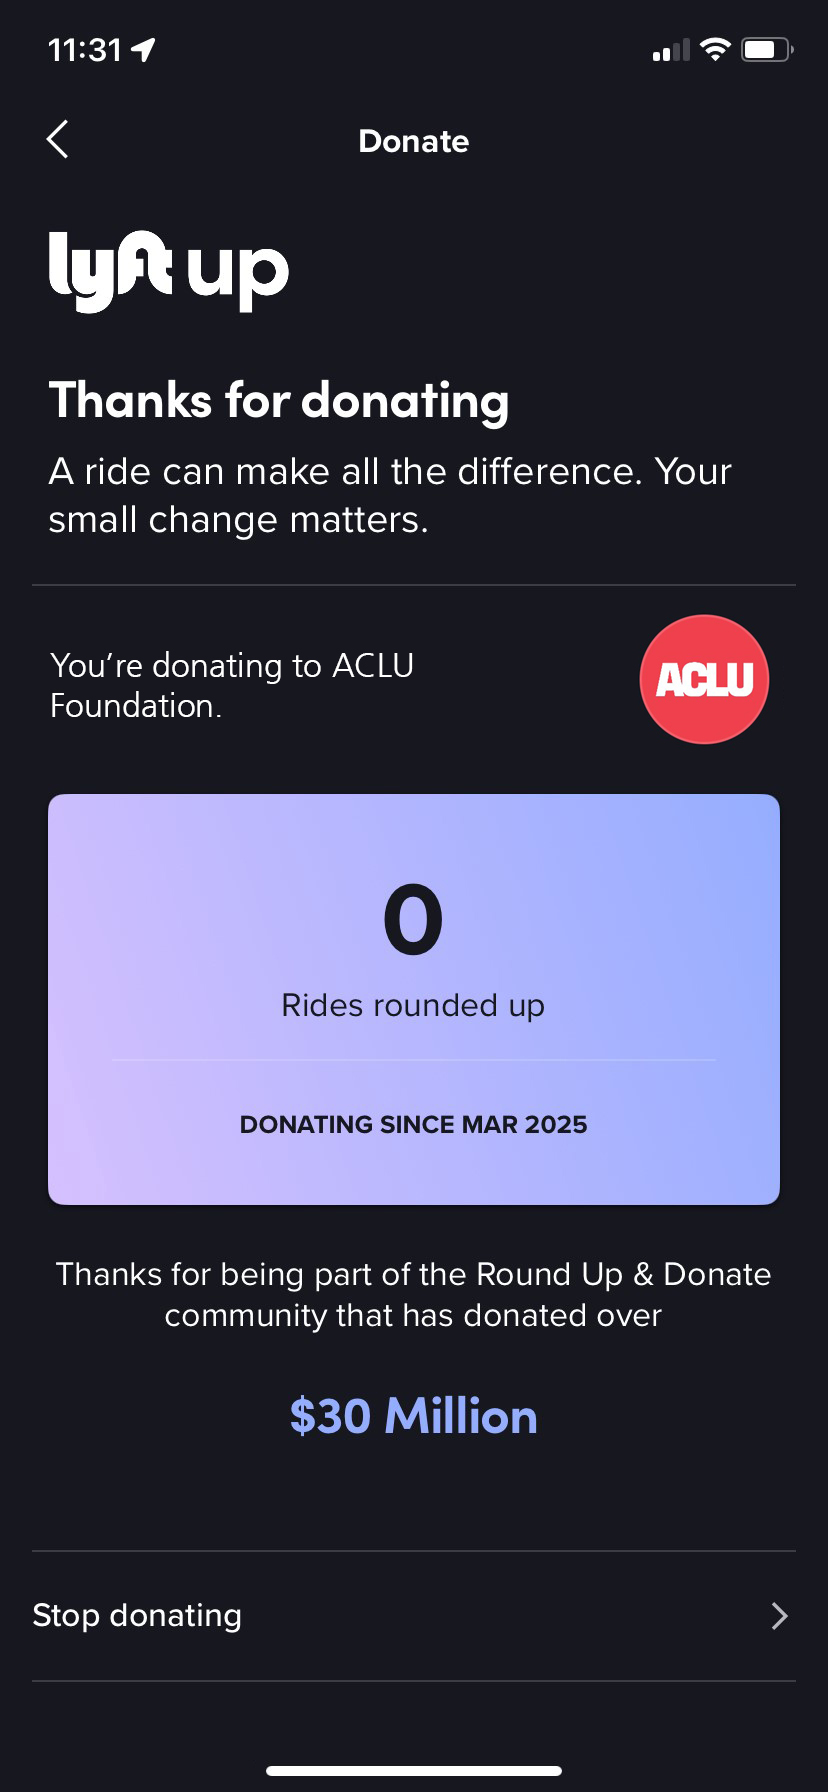 11:31
Donate
lyft up
Thanks for donating
A ride can make all the difference. Your
small change matters.
You’re donating to ACLU
Foundation.
ACLU
0
Rides rounded up
DONATING SINCE MAR 2025
Thanks for being part of the Round Up & Donate
community that has donated over
$30 Million
Stop donating